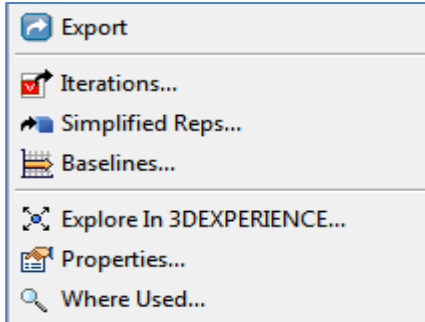 Export
Iterations...
Simplified Reps...
Baselines...
Explore In 3DEXPERIENCE...
Properties...
Where Used...